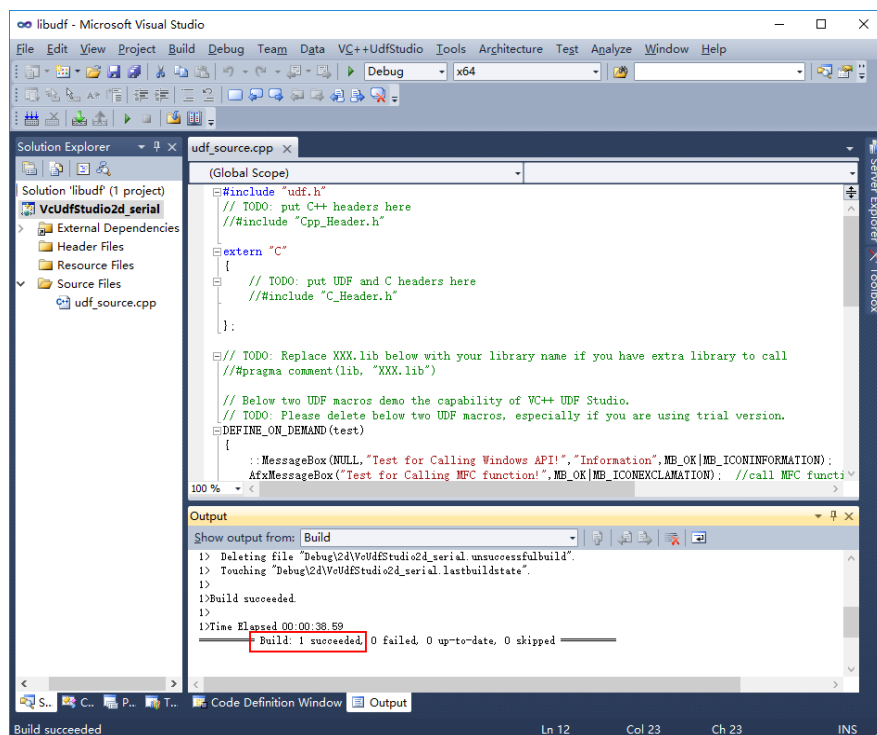 libudf - Microsoft Visual Studio
File Edit View Project Build Debug Team Data VC++UdfStudio Tools Architecture Test Analyze Window Help
Debug x64
Solution Explorer
udf_source.cpp
(Global Scope)
Solution 'libudf' (1 project)
VcUdfStudio2d_serial
External Dependencies
Header Files
Resource Files
Source Files
udf_source.cpp
#include "udf.h"
// TODO: put C++ headers here
//#include "Cpp_Header.h"
extern "C"
{
// TODO: put UDF and C headers here
//#include "C_Header.h"
};
// TODO: Replace XXX.lib below with your library name if you have extra library to call
//#pragma comment(lib, "XXX.lib")
// Below two UDF macros demo the capability of VC++ UDF Studio.
// TODO: Please delete below two UDF macros, especially if you are using trial version.
DEFINE_ON_DEMAND(test)
{
::MessageBox(NULL,"Test for Calling Windows API!","Information",MB_OK|MB_ICONINFORMATION);
AfxMessageBox("Test for Calling MFC function!",MB_OK|MB_ICONEXCLAMATION); //call MFC functi
100 %
Server Explorer
Toolbox
Output
Show output from: Build
1> Deleting file "Debug\2d\VcUdfStudio2d_serial.unsuccessfulbuild".
1> Touching "Debug\2d\VcUdfStudio2d_serial.lastbuildstate".
1>
1>Build succeeded.
1>
1>Time Elapsed 00:00:38.59
========== Build: 1 succeeded, 0 failed, 0 up-to-date, 0 skipped ==========
S... C... P... T...
Code Definition Window Output
Build succeeded Ln 12 Col 23 Ch 23 INS